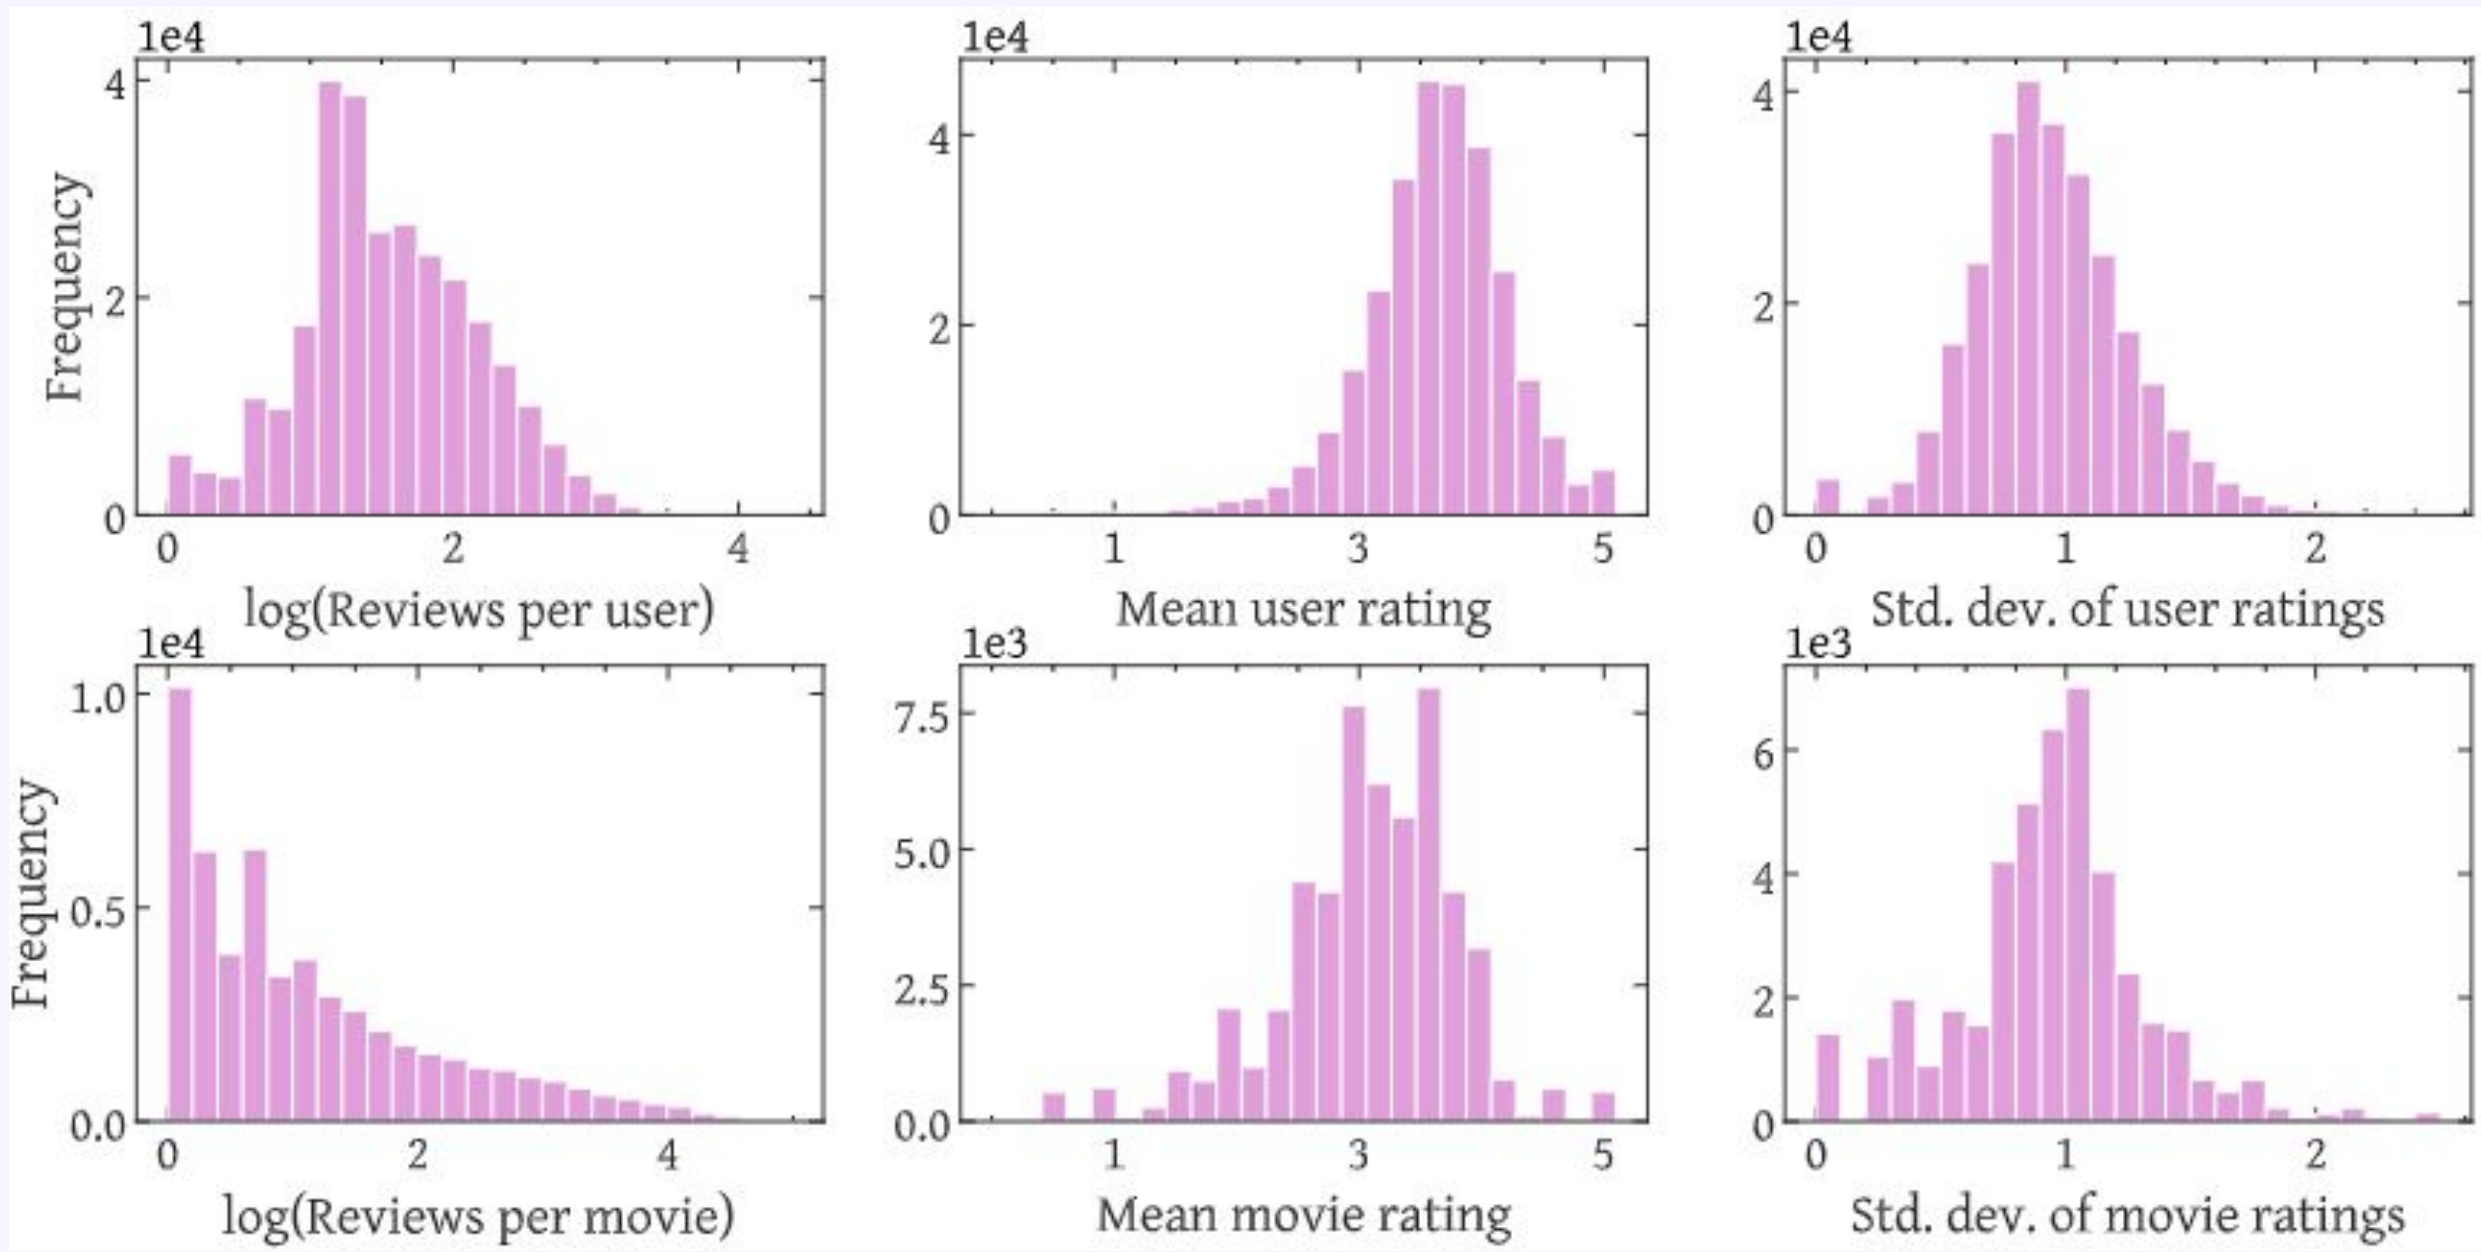 1e4 1e4 1e4
4 4 4
2 2 2
0 0 0
Frequency
0 2 4 1 3 5 0 1 2
log(Reviews per user) Mean user rating Std. dev. of user ratings
1e4 1e3 1e3
1.0 7.5 6
5.0 4
0.5 2.5 2
0.0 0.0 0
Frequency
0 2 4 1 3 5 0 1 2
log(Reviews per movie) Mean movie rating Std. dev. of movie ratings